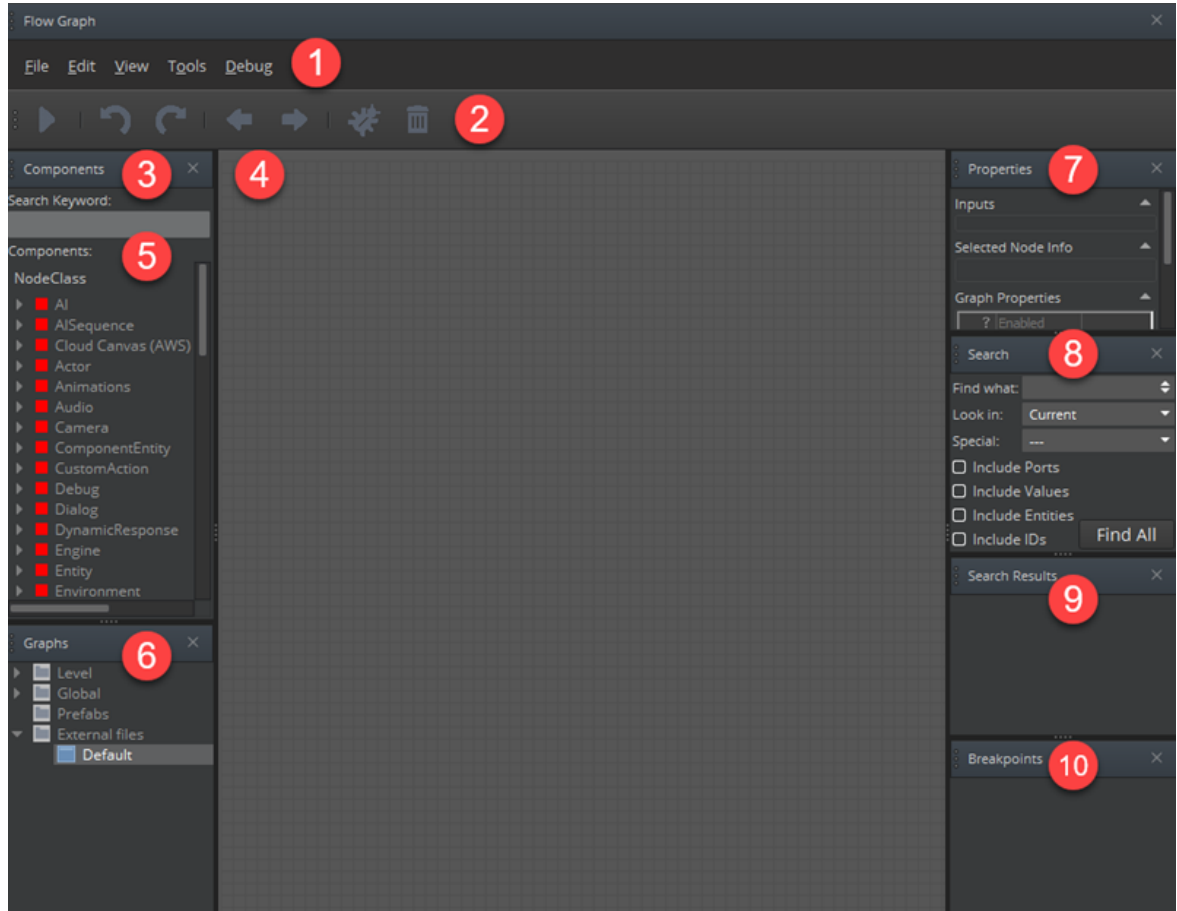 Flow Graph
File Edit View Tools Debug 1
2
Components 3
Search Keyword:
Components: 5
NodeClass
AI
AISequence
Cloud Canvas (AWS)
Actor
Animations
Audio
Camera
ComponentEntity
CustomAction
Debug
Dialog
DynamicResponse
Engine
Entity
Environment
Graphs 6
Level
Global
Prefabs
External files
Default
4
Properties 7
Inputs
Selected Node Info
Graph Properties
? Enabled
Search 8
Find what:
Look in: Current
Special: ---
Include Ports
Include Values
Include Entities
Include IDs Find All
Search Results 9
Breakpoints 10